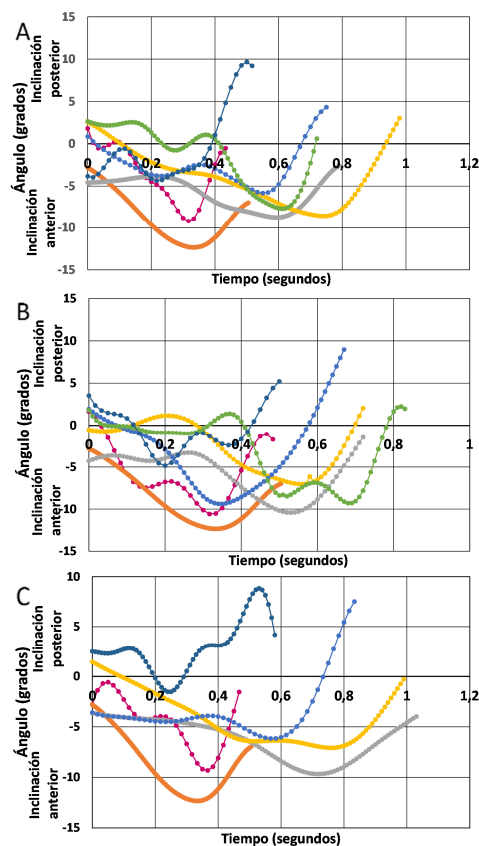 A
Ángulo (grados)
Inclinación posterior
Inclinación anterior
15
10
5
0
-5
-10
-15
0 0,2 0,4 0,6 0,8 1 1,2
Tiempo (segundos)
B
Ángulo (grados)
Inclinación posterior
Inclinación anterior
15
10
5
0
-5
-10
-15
0 0,2 0,4 0,6 0,8 1 1,2
Tiempo (segundos)
C
Ángulo (grados)
Inclinación posterior
Inclinación anterior
10
5
0
-5
-10
-15
0 0,2 0,4 0,6 0,8 1 1,2
Tiempo (segundos)